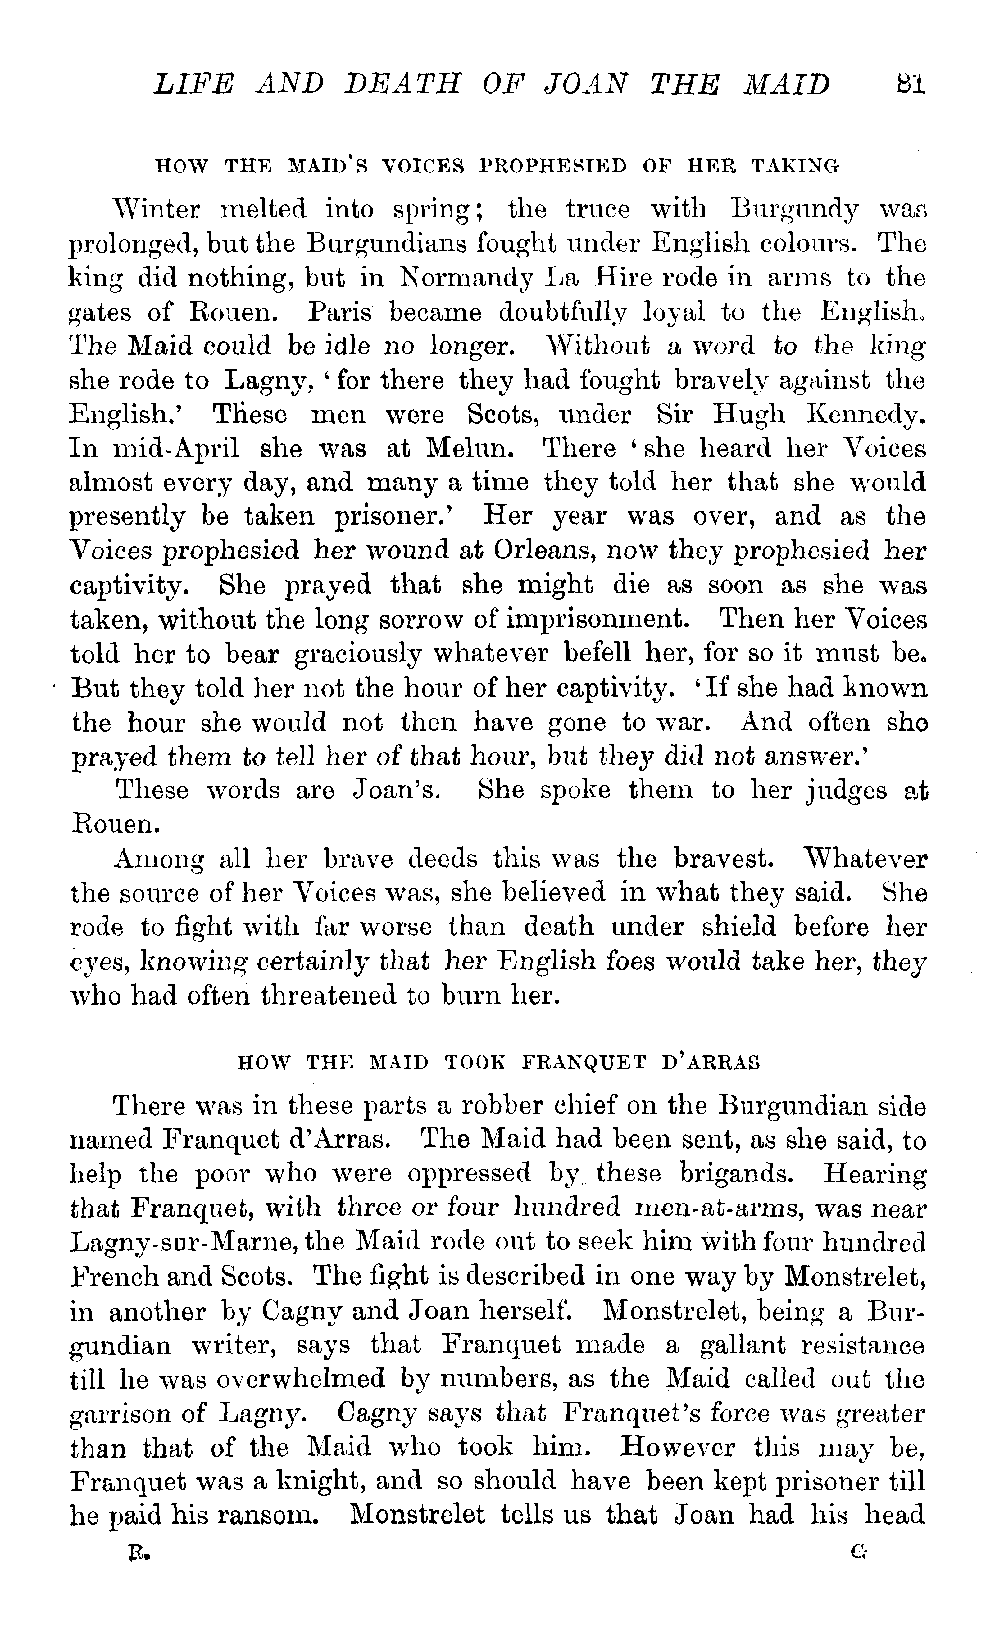 LIFE AND DEATH OF JOAN THE MAID 81
HOW THE MAID'S VOICES PROPHESIED OF HER TAKING
Winter melted into spring; the truce with Burgundy was
prolonged, but the Burgundians fought under English colours. The
king did nothing, but in Normandy La Hire rode in arms to the
gates of Rouen. Paris became doubtfully loyal to the English.
The Maid could be idle no longer. Without a word to the king
she rode to Lagny, 'for there they had fought bravely against the
English.' These men were Scots, under Sir Hugh Kennedy.
In mid-April she was at Melun. There 'she heard her Voices
almost every day, and many a time they told her that she would
presently be taken prisoner.' Her year was over, and as the
Voices prophesied her wound at Orleans, now they prophesied her
captivity. She prayed that she might die as soon as she was
taken, without the long sorrow of imprisonment. Then her Voices
told her to bear graciously whatever befell her, for so it must be.
But they told her not the hour of her captivity. 'If she had known
the hour she would not then have gone to war. And often she
prayed them to tell her of that hour, but they did not answer.'
These words are Joan's. She spoke them to her judges at
Rouen.
Among all her brave deeds this was the bravest. Whatever
the source of her Voices was, she believed in what they said. She
rode to fight with far worse than death under shield before her
eyes, knowing certainly that her English foes would take her, they
who had often threatened to burn her.
HOW THE MAID TOOK FRANQUET D'ARRAS
There was in these parts a robber chief on the Burgundian side
named Franquet d'Arras. The Maid had been sent, as she said, to
help the poor who were oppressed by these brigands. Hearing
that Franquet, with three or four hundred men-at-arms, was near
Lagny-sur-Marne, the Maid rode out to seek him with four hundred
French and Scots. The fight is described in one way by Monstrelet,
in another by Cagny and Joan herself. Monstrelet, being a Bur-
gundian writer, says that Franquet made a gallant resistance
till he was overwhelmed by numbers, as the Maid called out the
garrison of Lagny. Cagny says that Franquet's force was greater
than that of the Maid who took him. However this may be,
Franquet was a knight, and so should have been kept prisoner till
he paid his ransom. Monstrelet tells us that Joan had his head
R. G